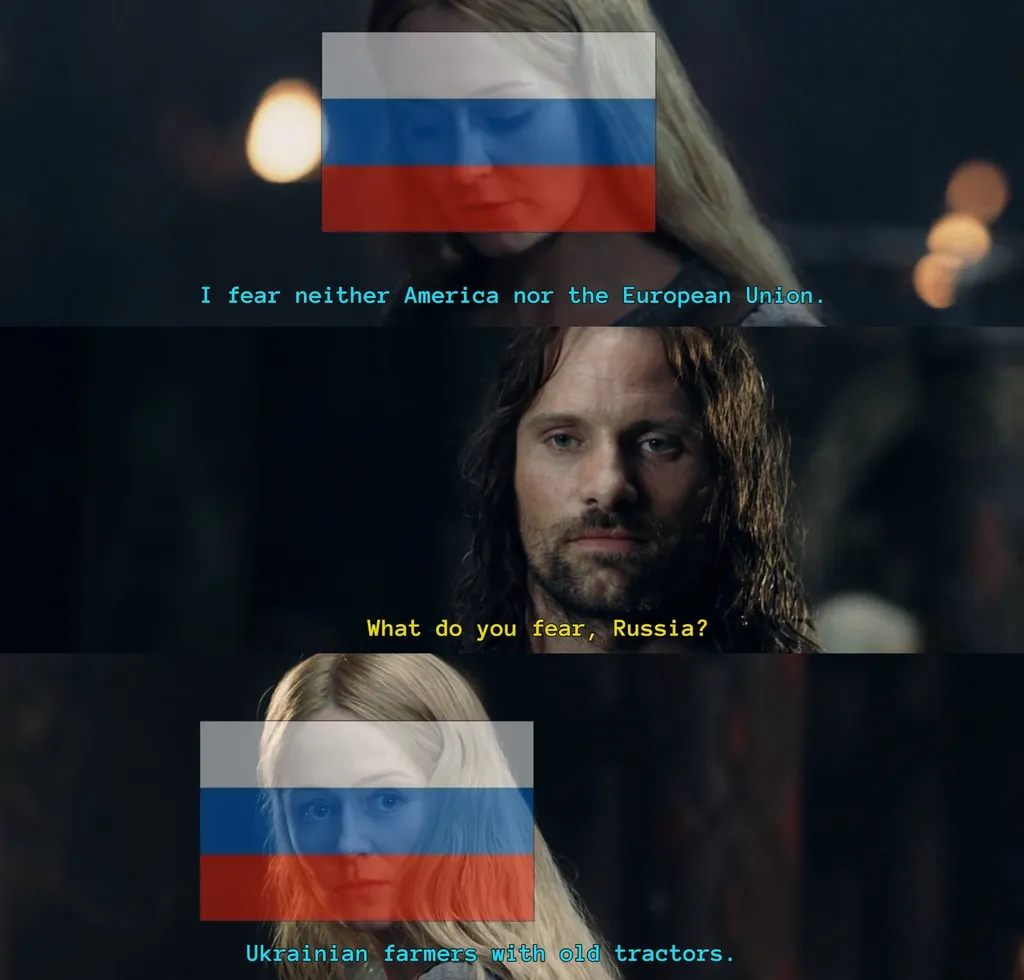 I fear neither America nor the European Union.
What do you fear, Russia?
Ukrainian farmers with old tractors.